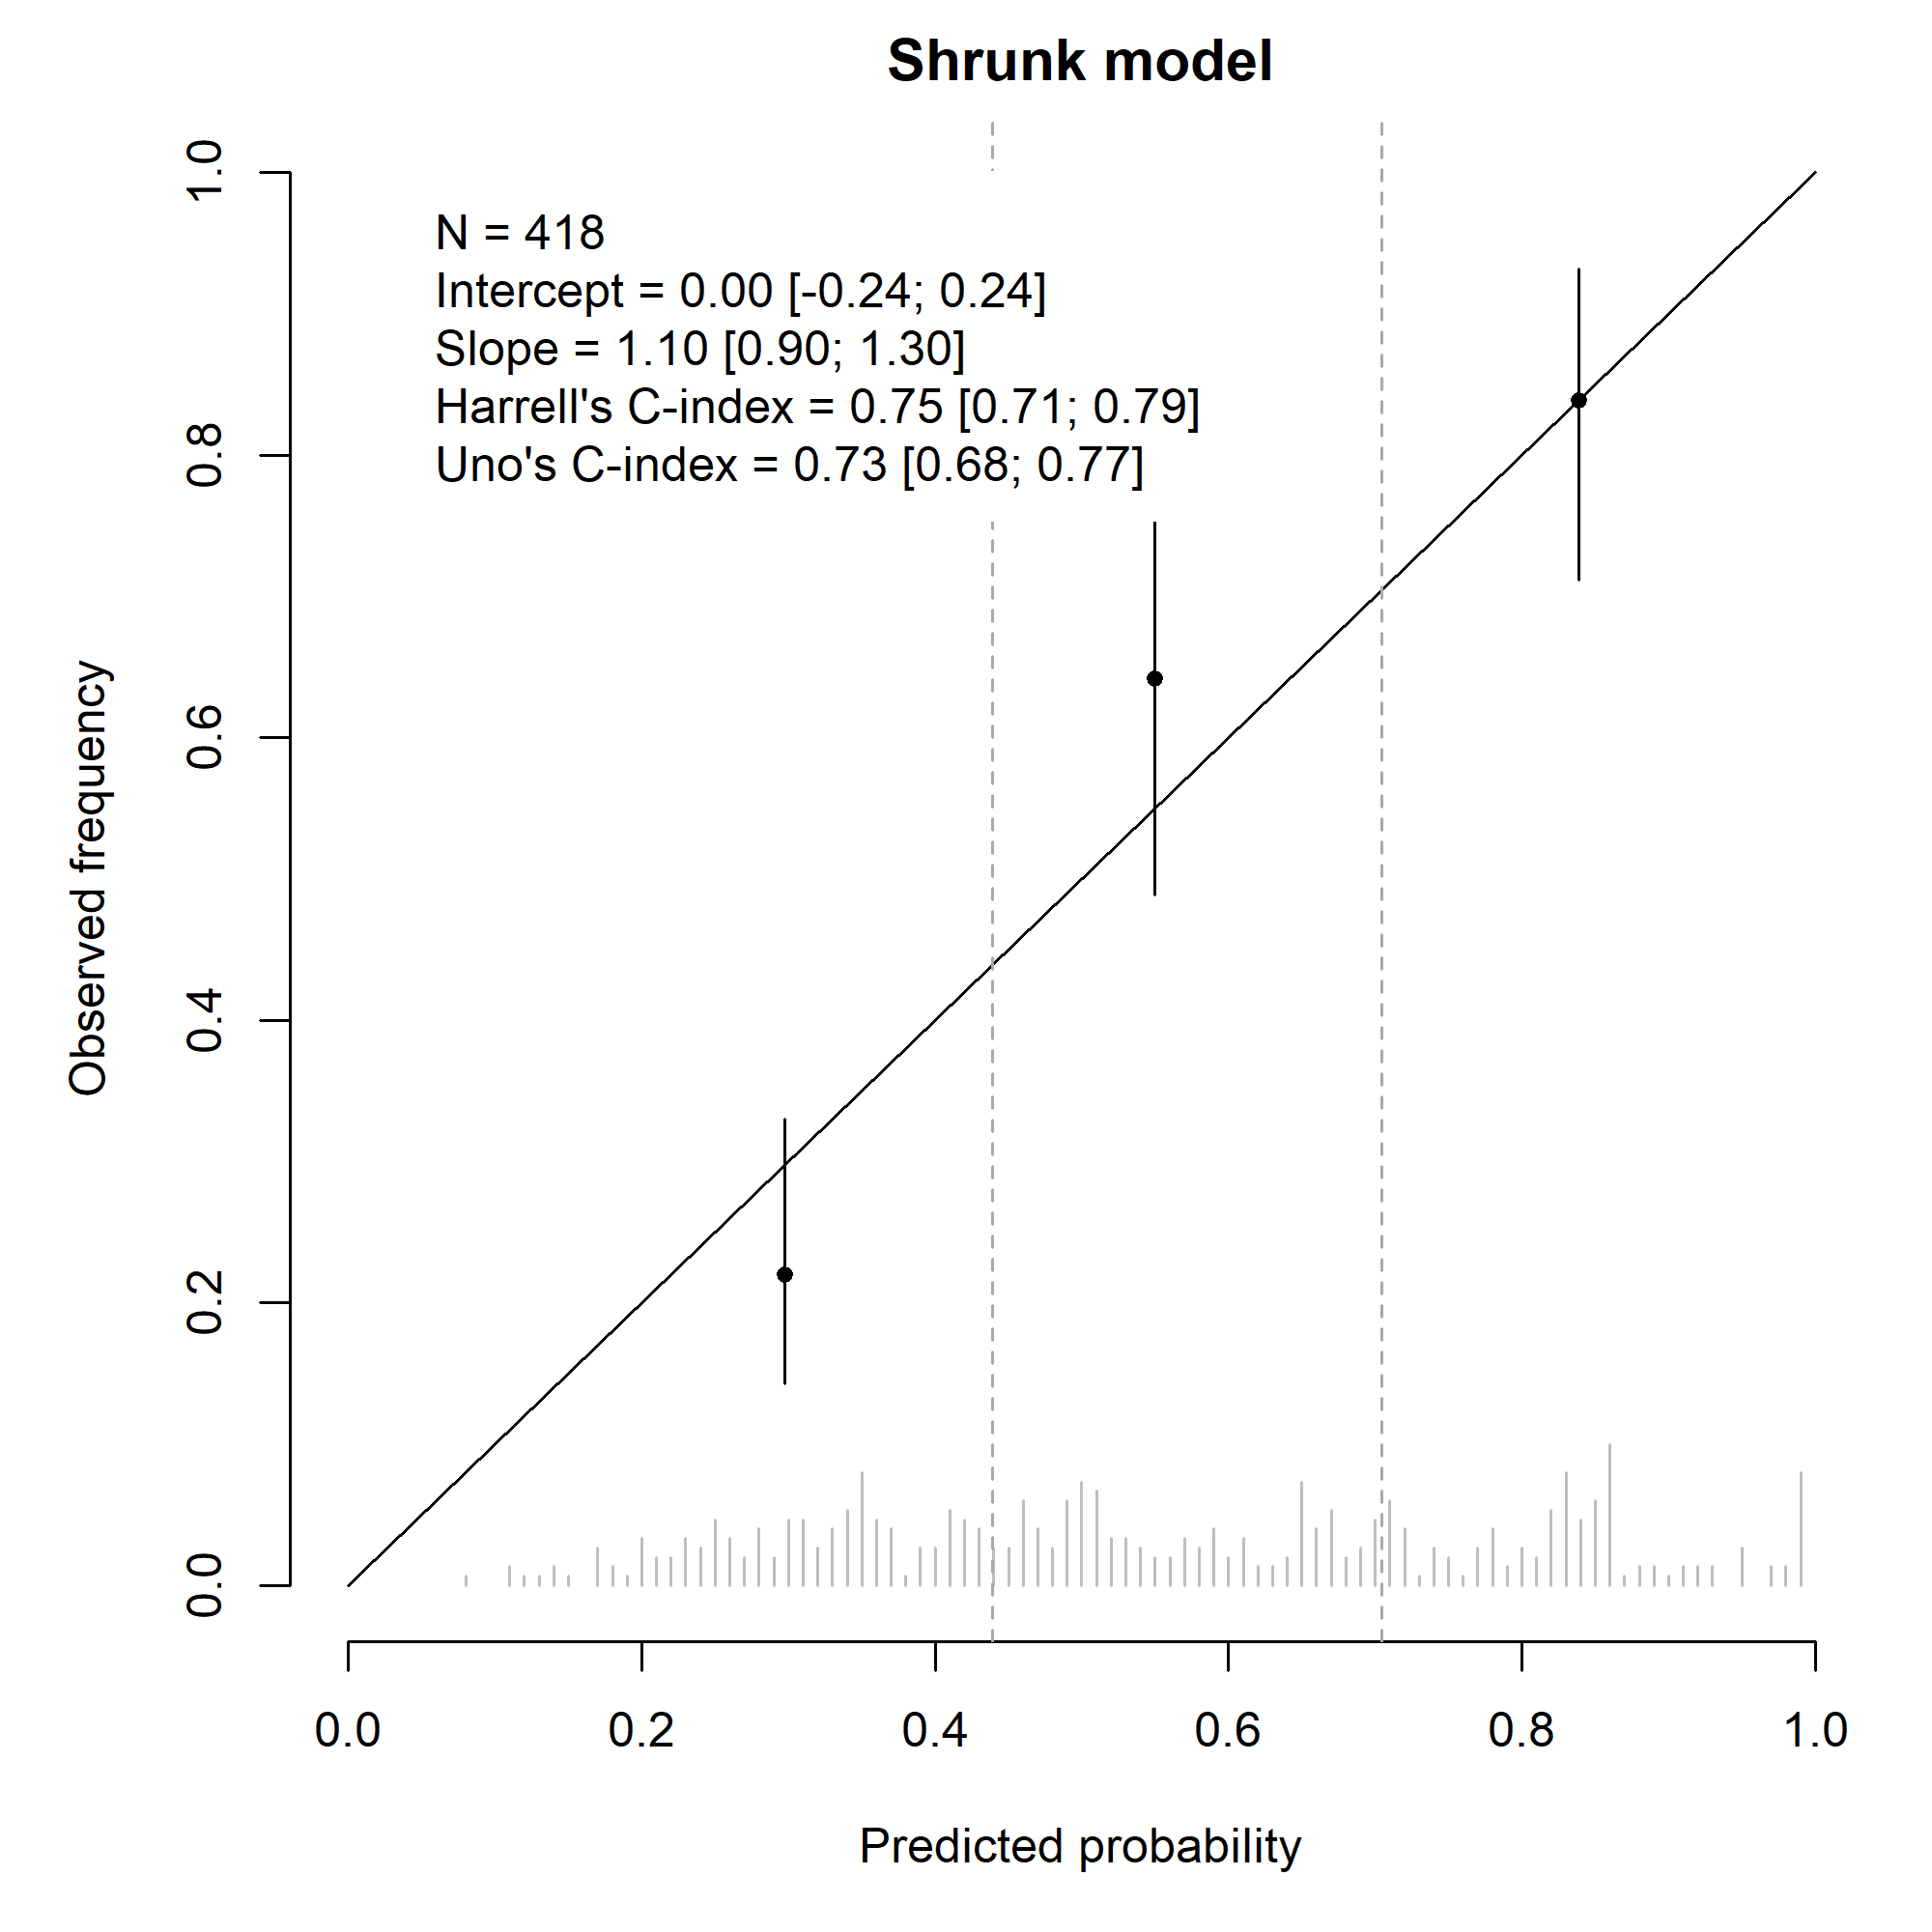 Shrunk model
N = 418
Intercept = 0.00 [-0.24; 0.24]
Slope = 1.10 [0.90; 1.30]
Harrell's C-index = 0.75 [0.71; 0.79]
Uno's C-index = 0.73 [0.68; 0.77]
Observed frequency
1.0
0.8
0.6
0.4
0.2
0.0
0.0 0.2 0.4 0.6 0.8 1.0
Predicted probability